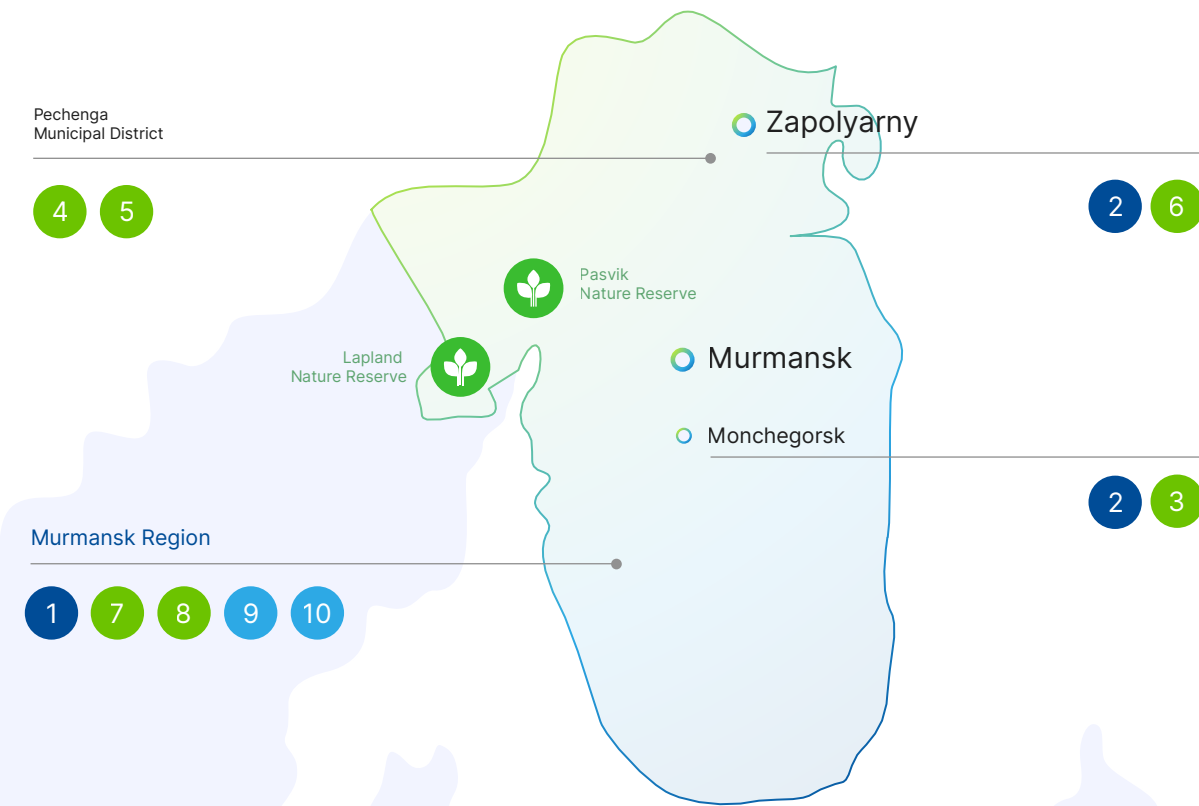 Pechenga
Municipal District
4 5
Zapolyarny
2 6
Pasvik
Nature Reserve
Lapland
Nature Reserve
Murmansk
Monchegorsk
2 3
Murmansk Region
1 7 8 9 10